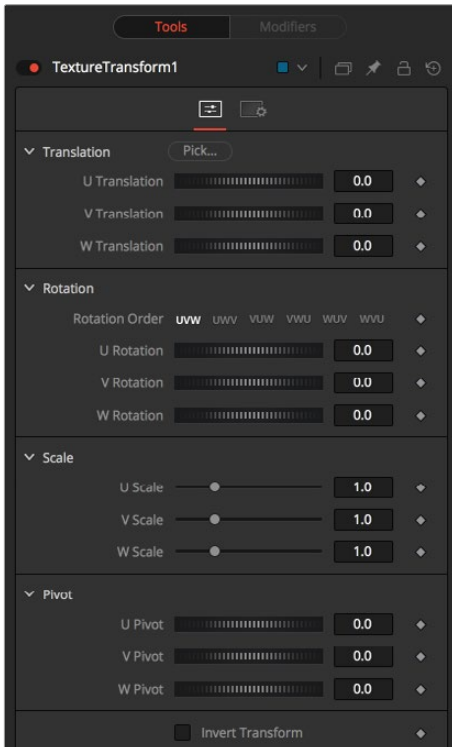 Tools Modifiers
TextureTransform1
Translation Pick...
U Translation 0.0
V Translation 0.0
W Translation 0.0
Rotation
Rotation Order UVW UWV VUW VWU WUV WVU
U Rotation 0.0
V Rotation 0.0
W Rotation 0.0
Scale
U Scale 1.0
V Scale 1.0
W Scale 1.0
Pivot
U Pivot 0.0
V Pivot 0.0
W Pivot 0.0
Invert Transform